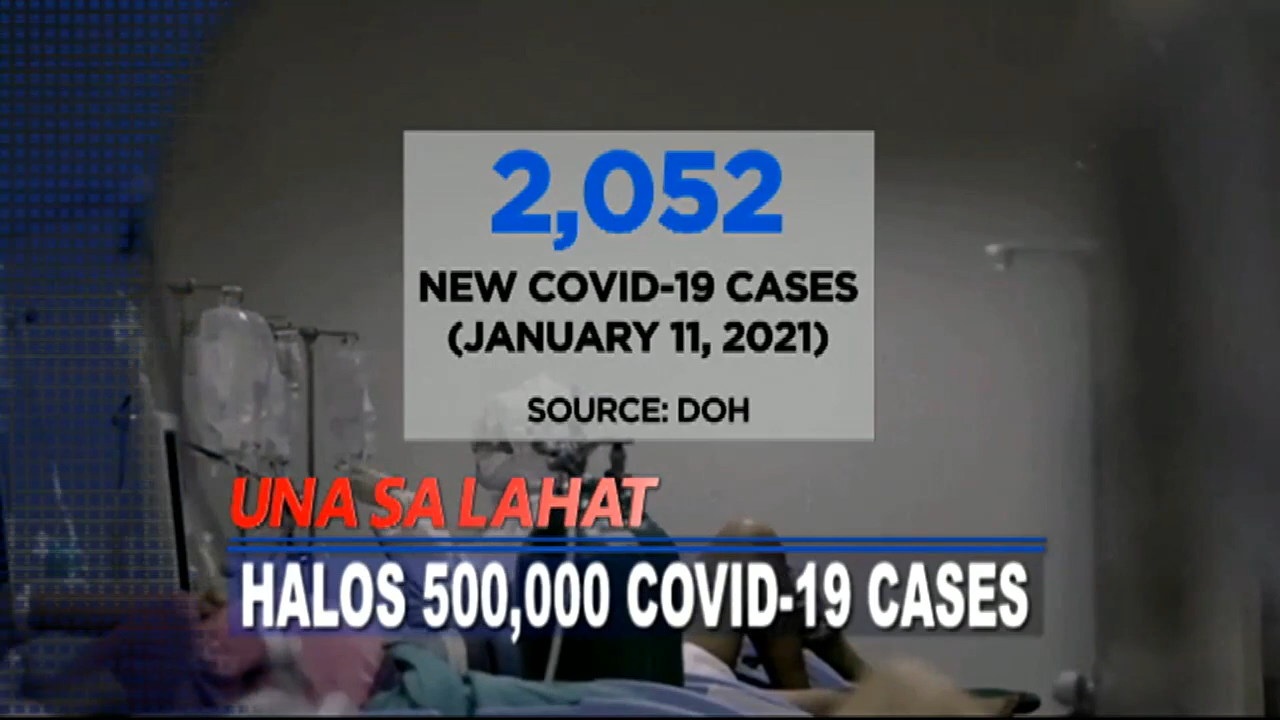 2,052
NEW COVID-19 CASES
(JANUARY 11, 2021)
SOURCE: DOH
UNA SA LAHAT
HALOS 500,000 COVID-19 CASES